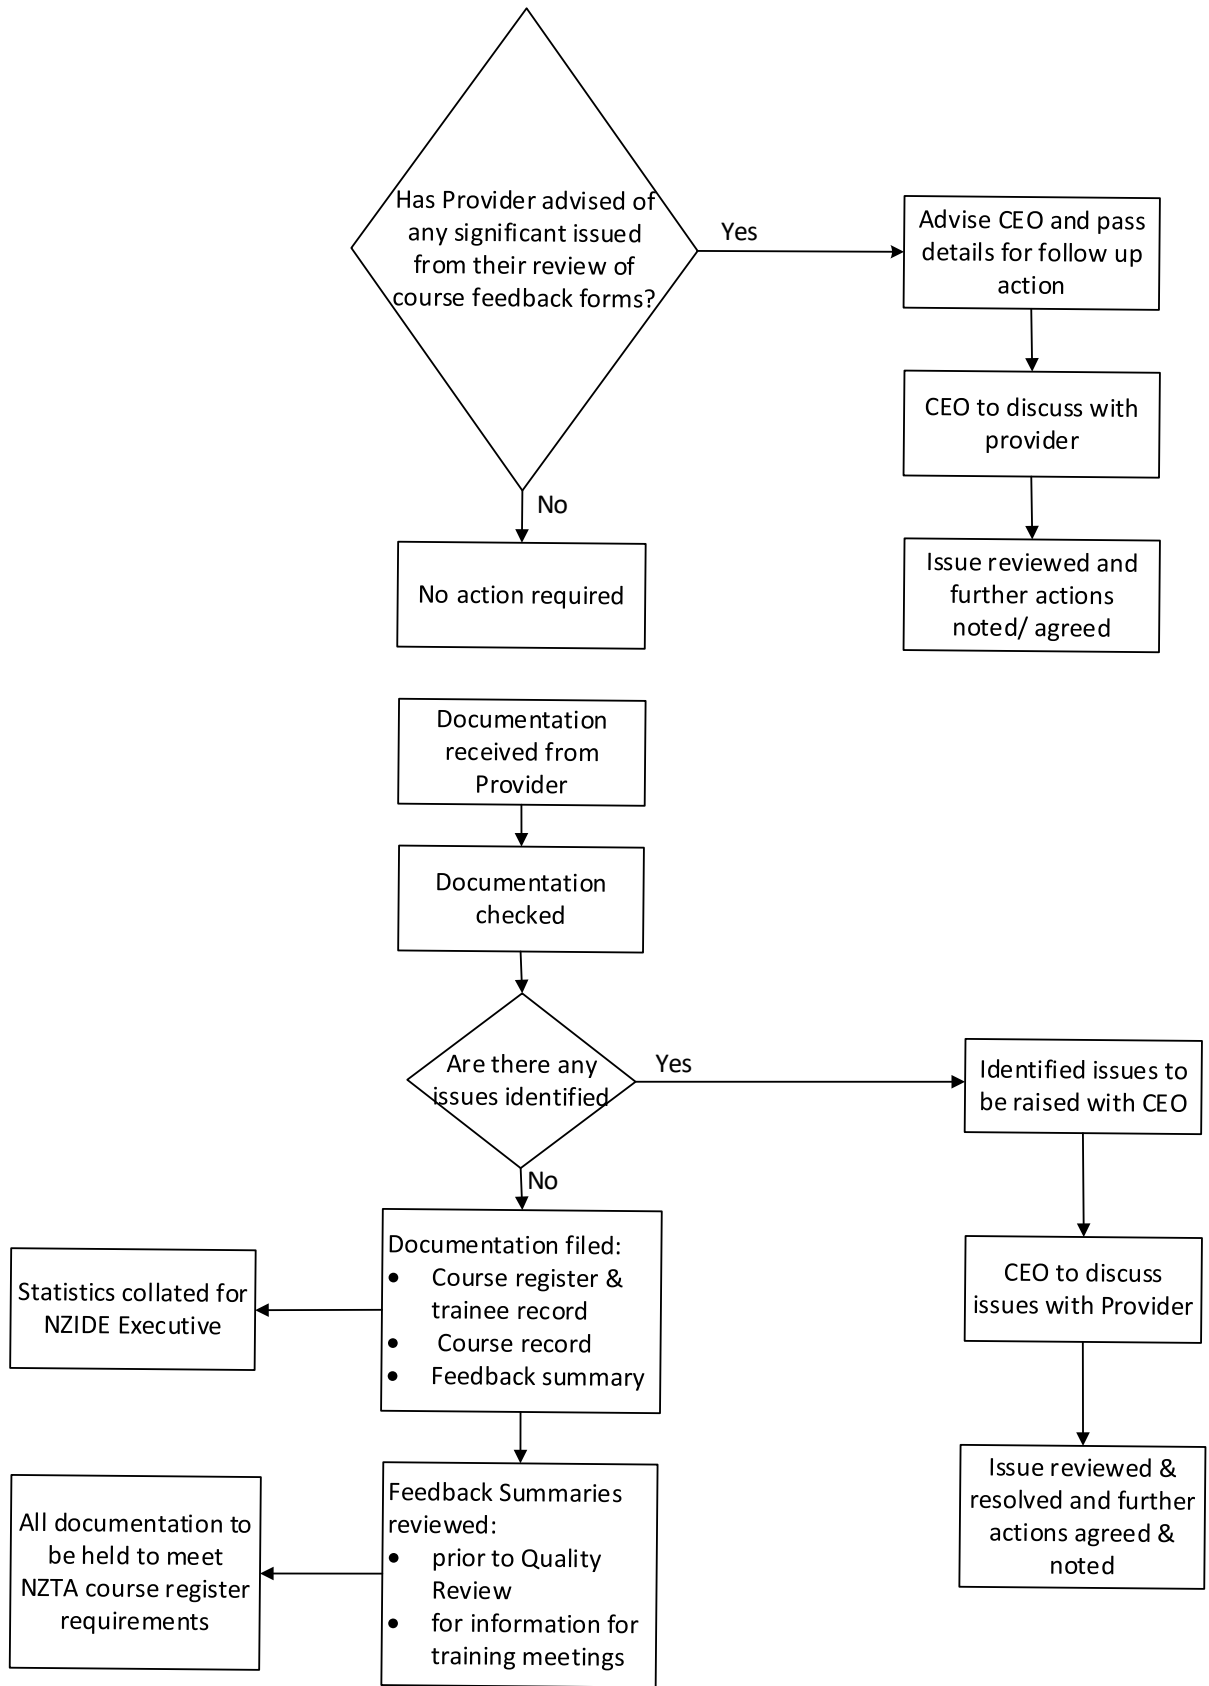 Has Provider advised of
any significant issued
from their review of
course feedback forms?
Yes
Advise CEO and pass
details for follow up
action
CEO to discuss with
provider
No
Issue reviewed and
further actions
noted/ agreed
No action required
Documentation
received from
Provider
Documentation
checked
Are there any
issues identified
Yes
Identified issues to
be raised with CEO
No
Documentation filed:
• Course register &
trainee record
• Course record
• Feedback summary
Statistics collated for
NZIDE Executive
CEO to discuss
issues with Provider
Feedback Summaries
reviewed:
• prior to Quality
Review
• for information for
training meetings
All documentation to
be held to meet
NZTA course register
requirements
Issue reviewed &
resolved and further
actions agreed &
noted